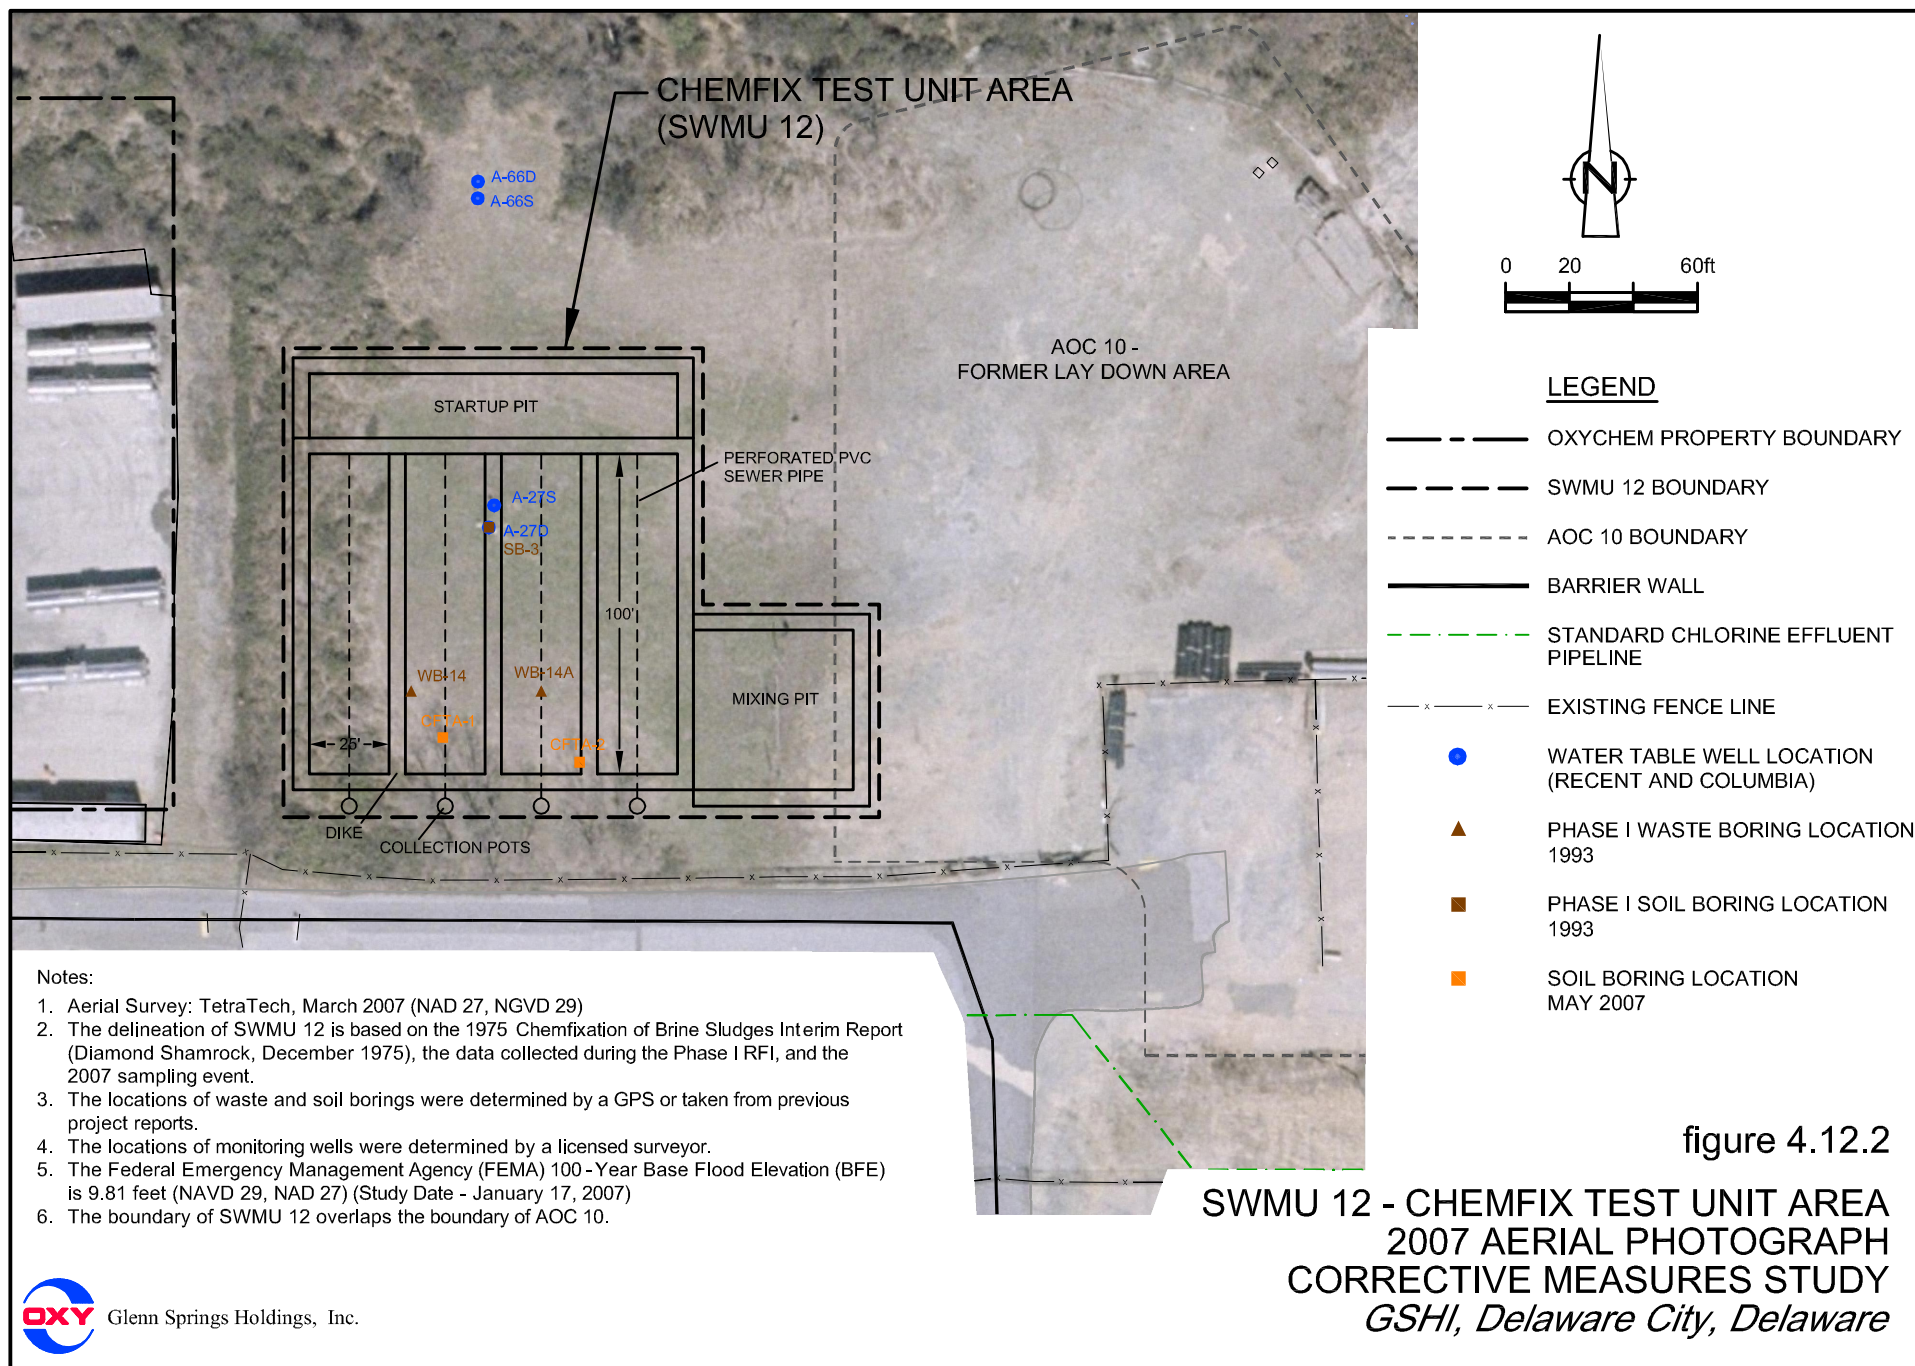 CHEMFIX TEST UNIT AREA
(SWMU 12)
A-66D
A-66S
N
0 20 60ft
AOC 10 -
FORMER LAY DOWN AREA
STARTUP PIT
PERFORATED PVC
SEWER PIPE
A-27S
A-27D
SB-3
100'
WB-14
WB-14A
MIXING PIT
CFTA-1
CFTA-2
25'
DIKE
COLLECTION POTS
LEGEND
OXYCHEM PROPERTY BOUNDARY
SWMU 12 BOUNDARY
AOC 10 BOUNDARY
BARRIER WALL
STANDARD CHLORINE EFFLUENT
PIPELINE
EXISTING FENCE LINE
WATER TABLE WELL LOCATION
(RECENT AND COLUMBIA)
PHASE I WASTE BORING LOCATION
1993
PHASE I SOIL BORING LOCATION
1993
SOIL BORING LOCATION
MAY 2007
Notes:
1. Aerial Survey: TetraTech, March 2007 (NAD 27, NGVD 29)
2. The delineation of SWMU 12 is based on the 1975 Chemfixation of Brine Sludges Interim Report
(Diamond Shamrock, December 1975), the data collected during the Phase I RFI, and the
2007 sampling event.
3. The locations of waste and soil borings were determined by a GPS or taken from previous
project reports.
4. The locations of monitoring wells were determined by a licensed surveyor.
5. The Federal Emergency Management Agency (FEMA) 100-Year Base Flood Elevation (BFE)
is 9.81 feet (NAVD 29, NAD 27) (Study Date - January 17, 2007)
6. The boundary of SWMU 12 overlaps the boundary of AOC 10.
OXY
Glenn Springs Holdings, Inc.
figure 4.12.2
SWMU 12 - CHEMFIX TEST UNIT AREA
2007 AERIAL PHOTOGRAPH
CORRECTIVE MEASURES STUDY
GSHI, Delaware City, Delaware